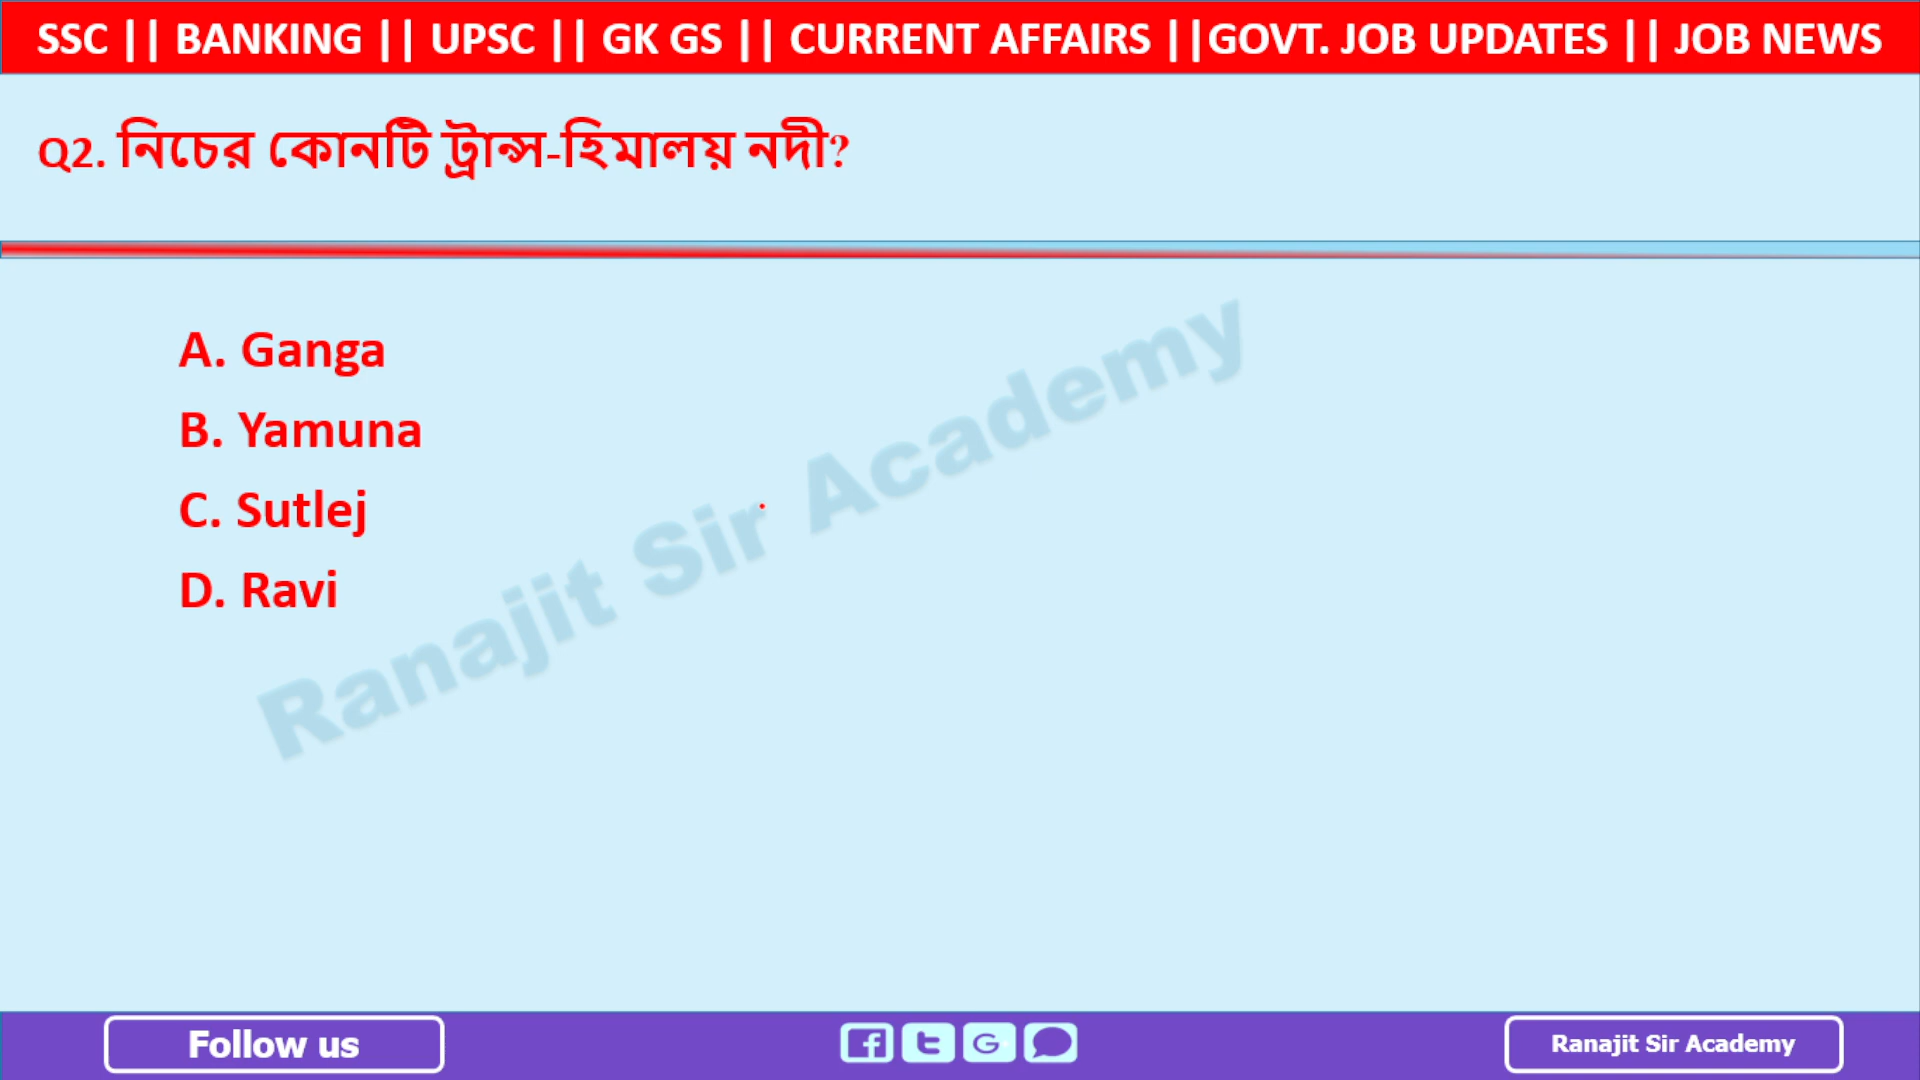 SSC || BANKING || UPSC || GK GS || CURRENT AFFAIRS ||GOVT. JOB UPDATES || JOB NEWS
Q2. নিচের কোনটি ট্রান্স-হিমালয় নদী?
A. Ganga
B. Yamuna
C. Sutlej
D. Ravi
Ranajit Sir Academy
Follow us
Ranajit Sir Academy